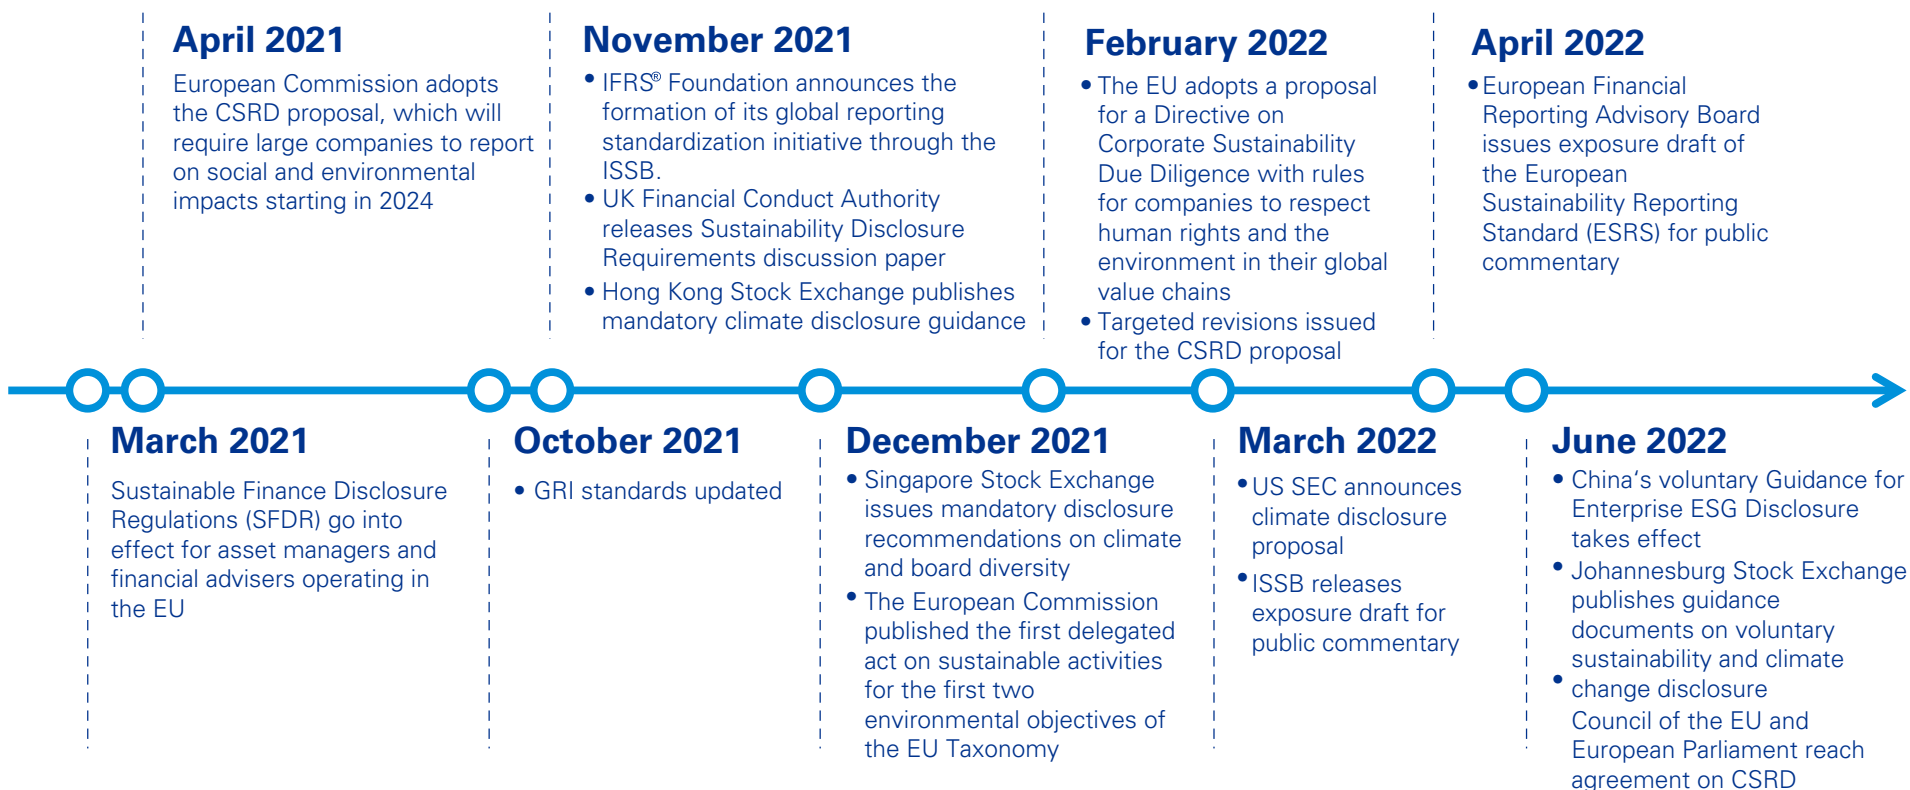 April 2021
European Commission adopts
the CSRD proposal, which will
require large companies to report
on social and environmental
impacts starting in 2024
November 2021
• IFRS® Foundation announces the
formation of its global reporting
standardization initiative through the
ISSB.
• UK Financial Conduct Authority
releases Sustainability Disclosure
Requirements discussion paper
• Hong Kong Stock Exchange publishes
mandatory climate disclosure guidance
February 2022
• The EU adopts a proposal
for a Directive on
Corporate Sustainability
Due Diligence with rules
for companies to respect
human rights and the
environment in their global
value chains
• Targeted revisions issued
for the CSRD proposal
April 2022
• European Financial
Reporting Advisory Board
issues exposure draft of
the European
Sustainability Reporting
Standard (ESRS) for public
commentary
March 2021
Sustainable Finance Disclosure
Regulations (SFDR) go into
effect for asset managers and
financial advisers operating in
the EU
October 2021
• GRI standards updated
December 2021
• Singapore Stock Exchange
issues mandatory disclosure
recommendations on climate
and board diversity
• The European Commission
published the first delegated
act on sustainable activities
for the first two
environmental objectives of
the EU Taxonomy
March 2022
• US SEC announces
climate disclosure
proposal
• ISSB releases
exposure draft for
public commentary
June 2022
• China‘s voluntary Guidance for
Enterprise ESG Disclosure
takes effect
• Johannesburg Stock Exchange
publishes guidance
documents on voluntary
sustainability and climate
• change disclosure
Council of the EU and
European Parliament reach
agreement on CSRD